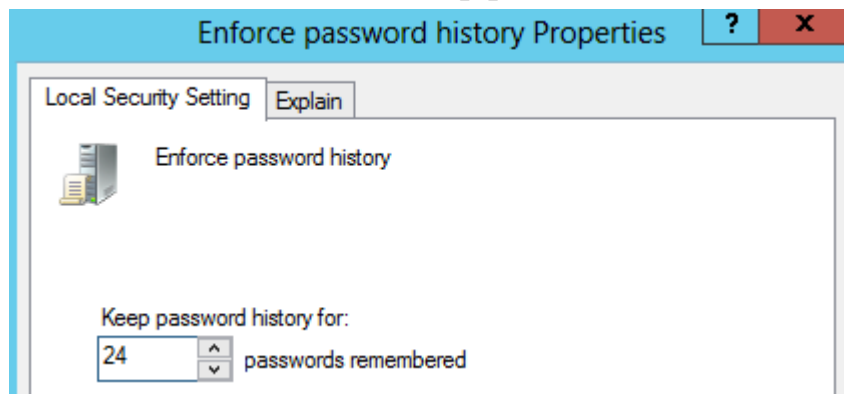 Enforce password history Properties ? x
Local Security Setting Explain
Enforce password history
Keep password history for:
24 passwords remembered